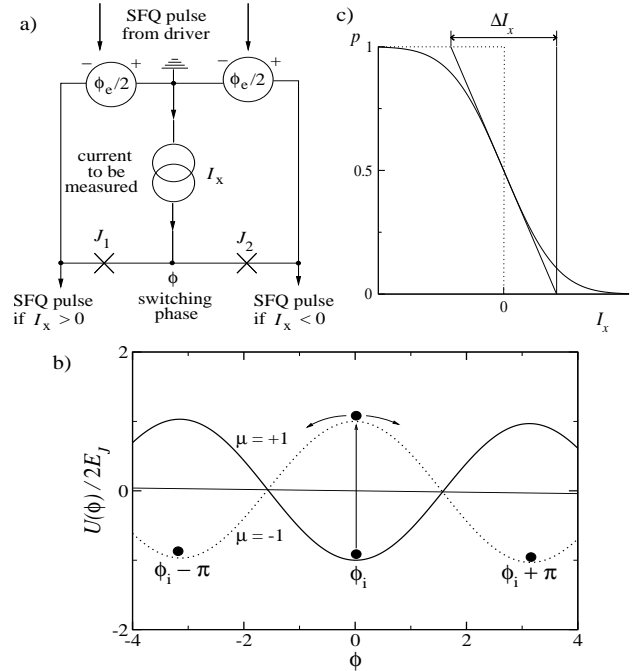 a)
SFQ pulse
from driver
− +
ϕe/2
− +
ϕe/2
current
to be
measured
Ix
J1
J2
ϕ
SFQ pulse
if Ix > 0
switching
phase
SFQ pulse
if Ix < 0
c)
ΔIx
p
1
0.5
0
0
Ix
b)
U(ϕ) / 2EJ
2
0
-2
μ = +1
μ = -1
ϕi − π
ϕi
ϕi + π
-4 -2 0 2 4
ϕ